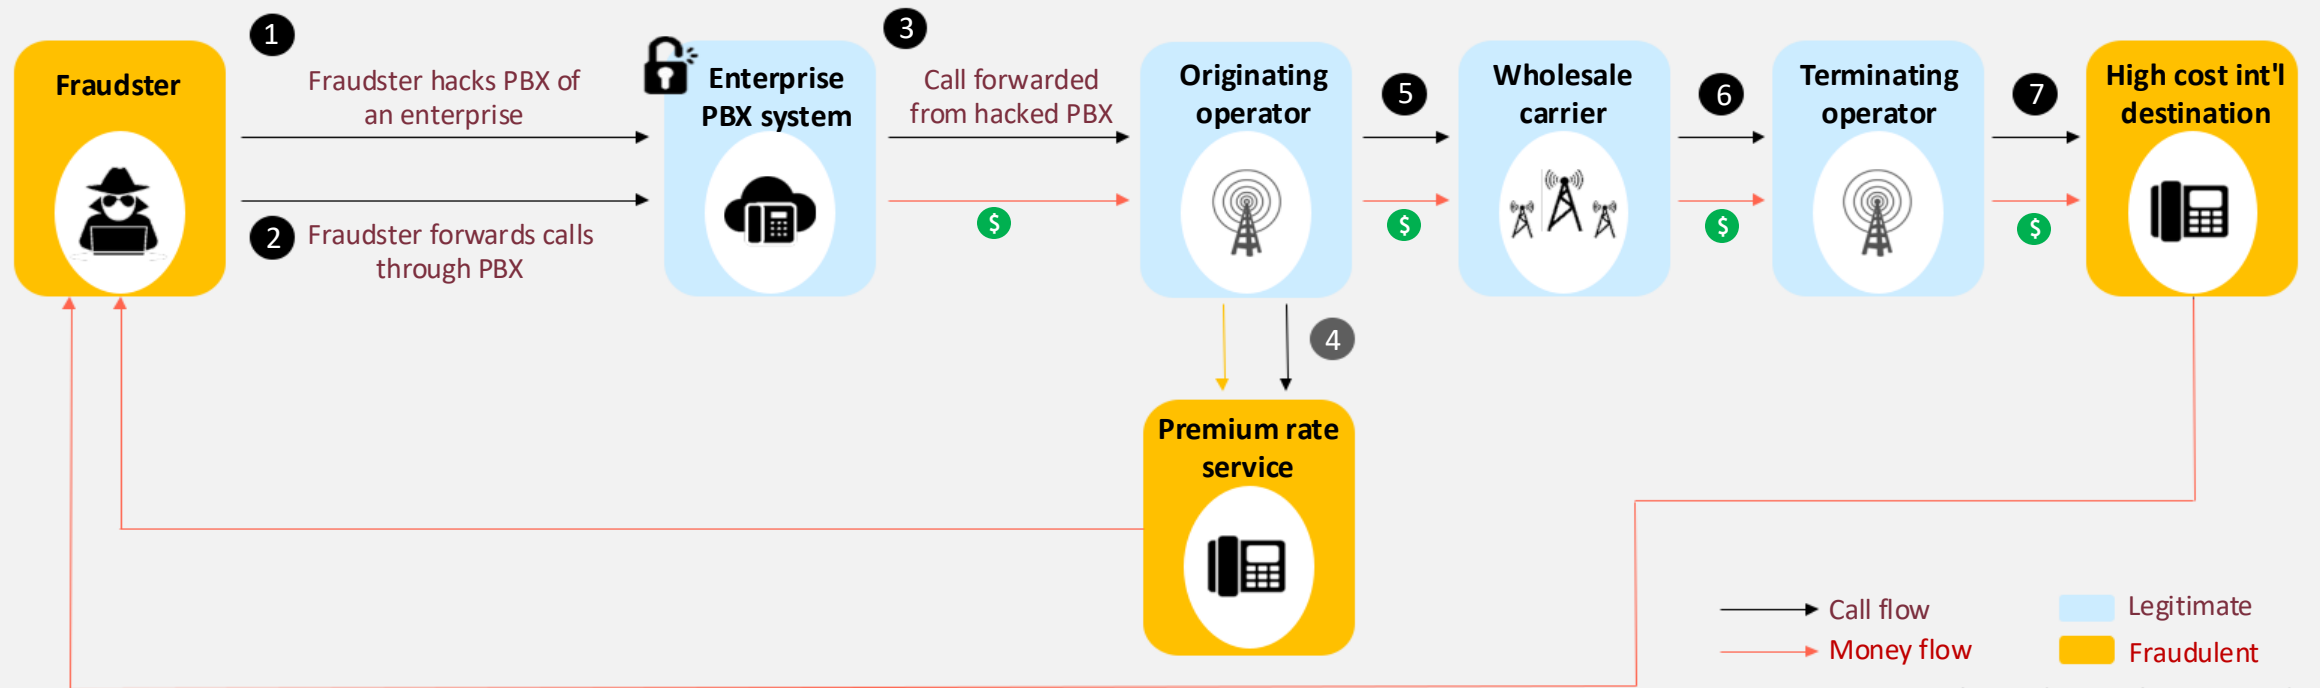 1
Fraudster
Fraudster hacks PBX of
an enterprise
2
Fraudster forwards calls
through PBX
Enterprise
PBX system
3
Call forwarded
from hacked PBX
$
Originating
operator
4
Premium rate
service
5
$
Wholesale
carrier
6
$
Terminating
operator
7
$
High cost int'l
destination
Call flow
Money flow
Legitimate
Fraudulent